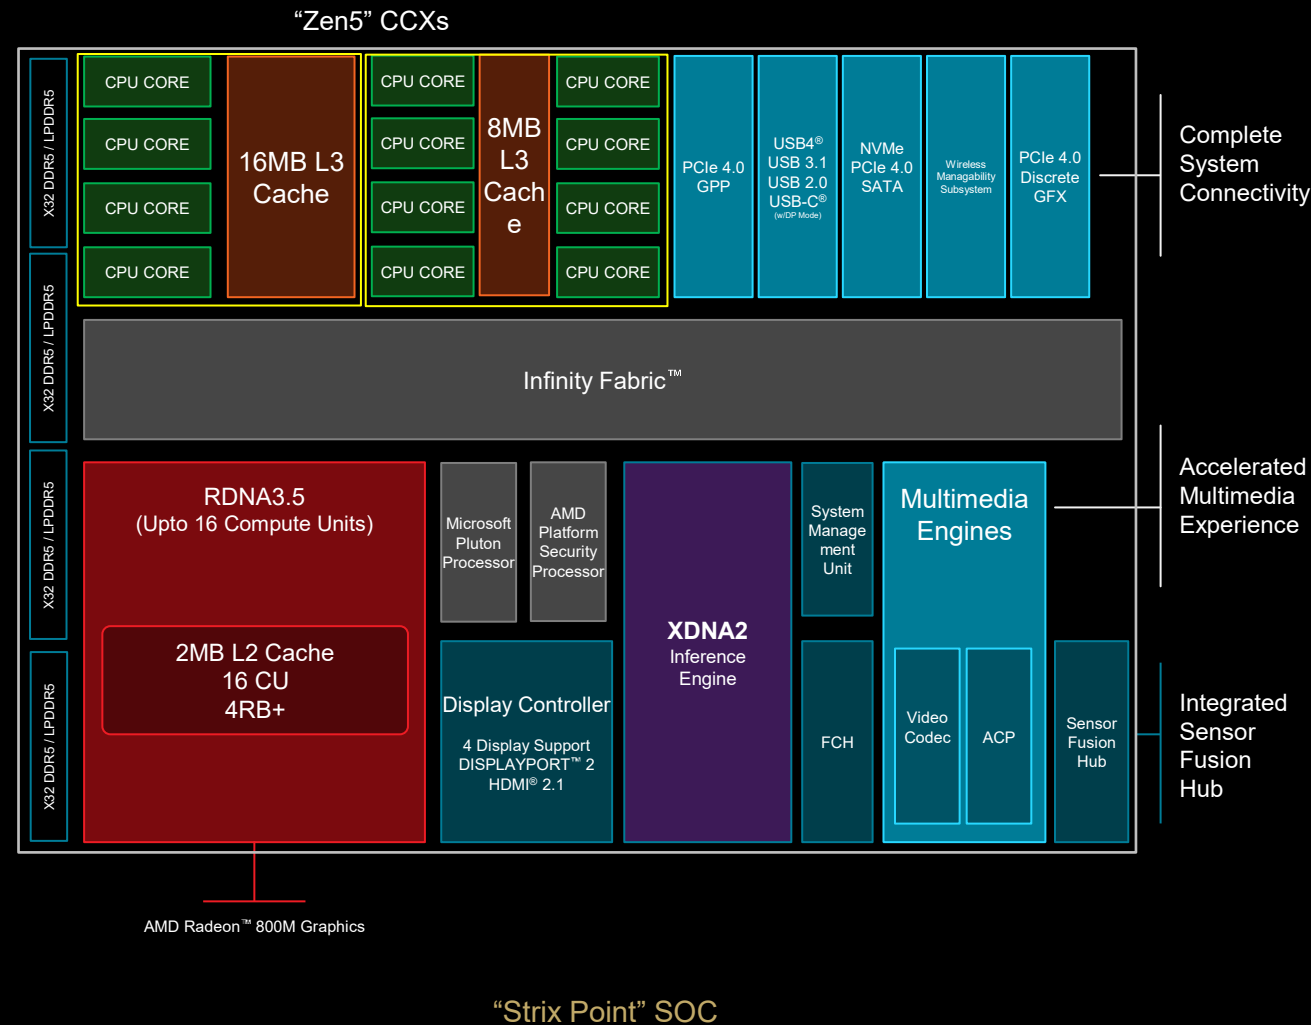 “Zen5” CCXs
X32 DDR5 / LPDDR5
X32 DDR5 / LPDDR5
X32 DDR5 / LPDDR5
X32 DDR5 / LPDDR5
CPU CORE
CPU CORE
CPU CORE
CPU CORE
16MB L3
Cache
CPU CORE
CPU CORE
CPU CORE
CPU CORE
8MB
L3
Cach
e
CPU CORE
CPU CORE
CPU CORE
CPU CORE
PCIe 4.0
GPP
USB4®
USB 3.1
USB 2.0
USB-C®
(w/DP Mode)
NVMe
PCIe 4.0
SATA
Wireless
Managability
Subsystem
PCIe 4.0
Discrete
GFX
Complete
System
Connectivity
Infinity Fabric™
RDNA3.5
(Upto 16 Compute Units)
2MB L2 Cache
16 CU
4RB+
Microsoft
Pluton
Processor
AMD
Platform
Security
Processor
Display Controller
4 Display Support
DISPLAYPORT™ 2
HDMI® 2.1
XDNA2
Inference
Engine
System
Manage
ment
Unit
FCH
Multimedia
Engines
Video
Codec
ACP
Sensor
Fusion
Hub
Accelerated
Multimedia
Experience
Integrated
Sensor
Fusion
Hub
AMD Radeon™ 800M Graphics
“Strix Point” SOC